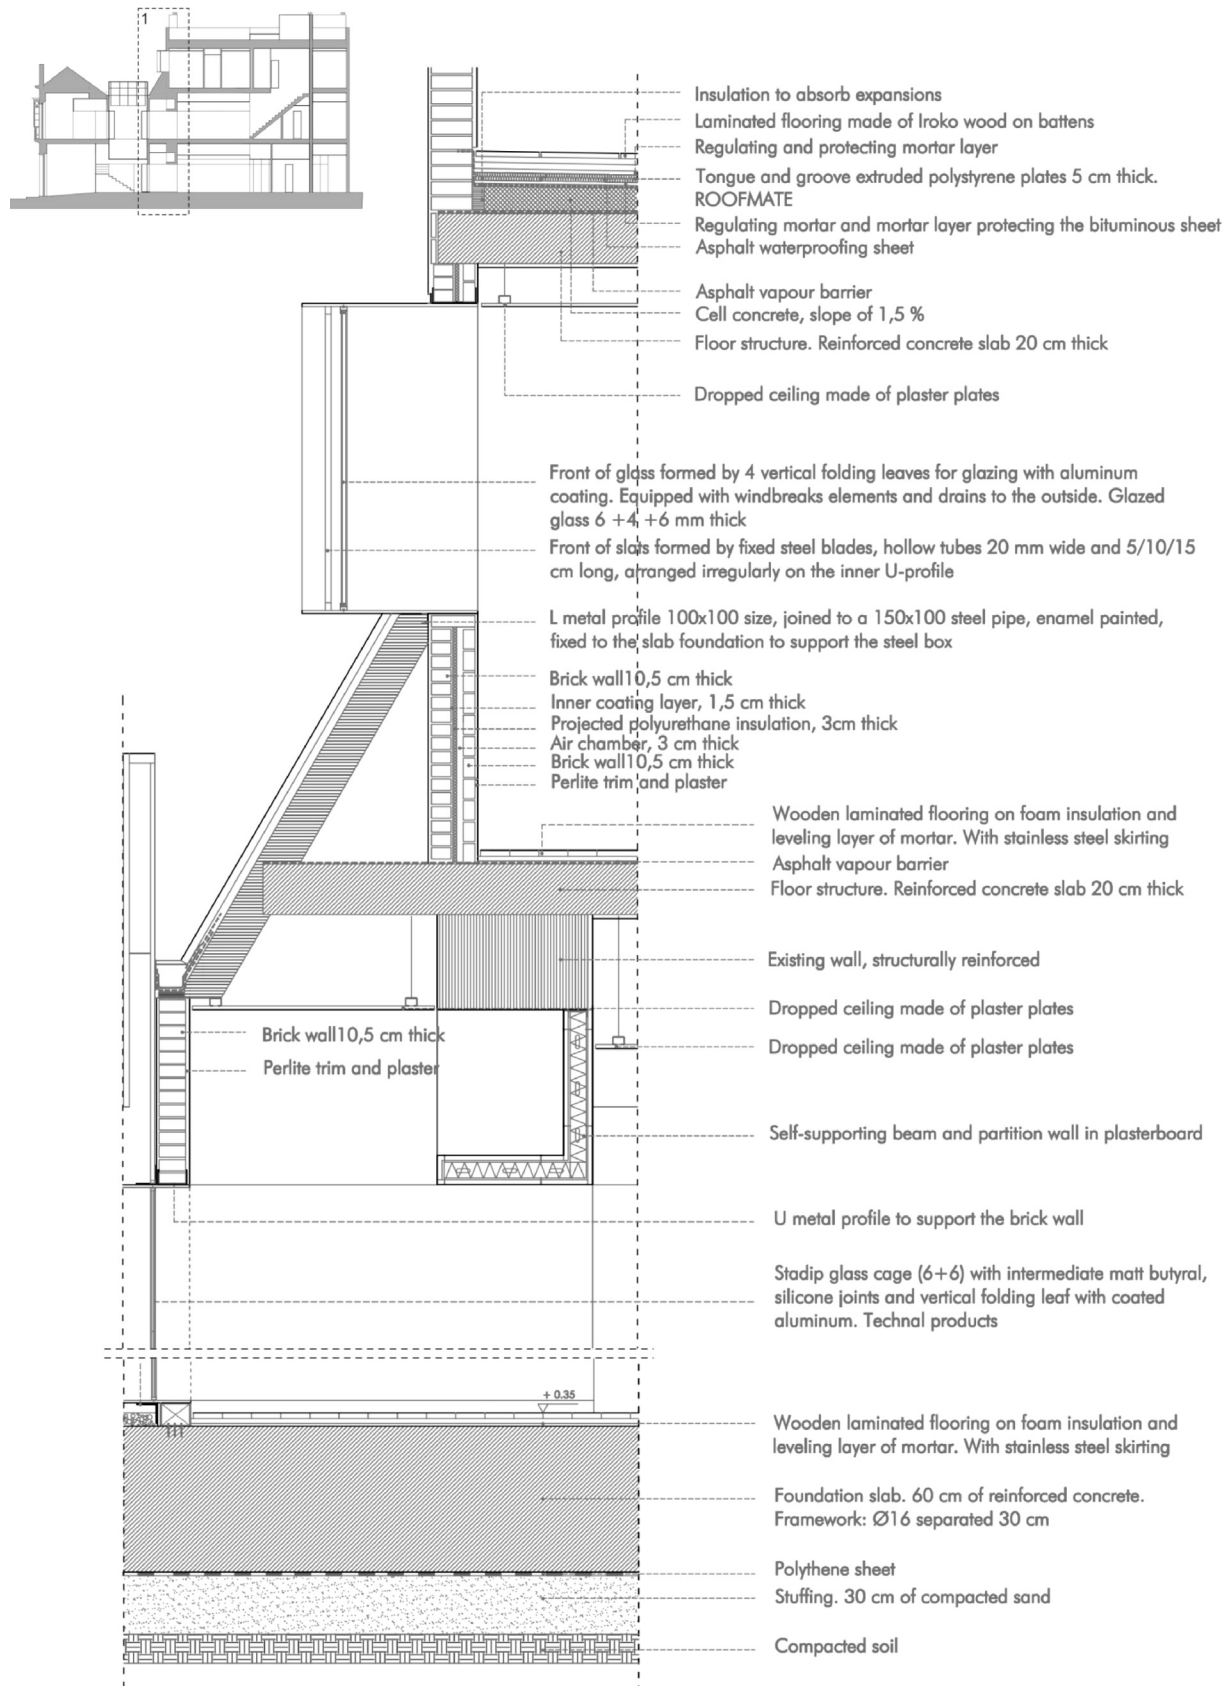 1
Insulation to absorb expansions
Laminated flooring made of Iroko wood on battens
Regulating and protecting mortar layer
Tongue and groove extruded polystyrene plates 5 cm thick.
ROOFMATE
Regulating mortar and mortar layer protecting the bituminous sheet
Asphalt waterproofing sheet
Asphalt vapour barrier
Cell concrete, slope of 1,5 %
Floor structure. Reinforced concrete slab 20 cm thick
Dropped ceiling made of plaster plates
Front of glass formed by 4 vertical folding leaves for glazing with aluminum
coating. Equipped with windbreaks elements and drains to the outside. Glazed
glass 6 +4 +6 mm thick
Front of slats formed by fixed steel blades, hollow tubes 20 mm wide and 5/10/15
cm long, arranged irregularly on the inner U-profile
L metal profile 100x100 size, joined to a 150x100 steel pipe, enamel painted,
fixed to the slab foundation to support the steel box
Brick wall10,5 cm thick
Inner coating layer, 1,5 cm thick
Projected polyurethane insulation, 3cm thick
Air chamber, 3 cm thick
Brick wall10,5 cm thick
Perlite trim and plaster
Wooden laminated flooring on foam insulation and
leveling layer of mortar. With stainless steel skirting
Asphalt vapour barrier
Floor structure. Reinforced concrete slab 20 cm thick
Existing wall, structurally reinforced
Dropped ceiling made of plaster plates
Brick wall10,5 cm thick
Dropped ceiling made of plaster plates
Perlite trim and plaster
Self-supporting beam and partition wall in plasterboard
U metal profile to support the brick wall
Stadip glass cage (6+6) with intermediate matt butyral,
silicone joints and vertical folding leaf with coated
aluminum. Technal products
+ 0.35
Wooden laminated flooring on foam insulation and
leveling layer of mortar. With stainless steel skirting
Foundation slab. 60 cm of reinforced concrete.
Framework: Ø16 separated 30 cm
Polythene sheet
Stuffing. 30 cm of compacted sand
Compacted soil